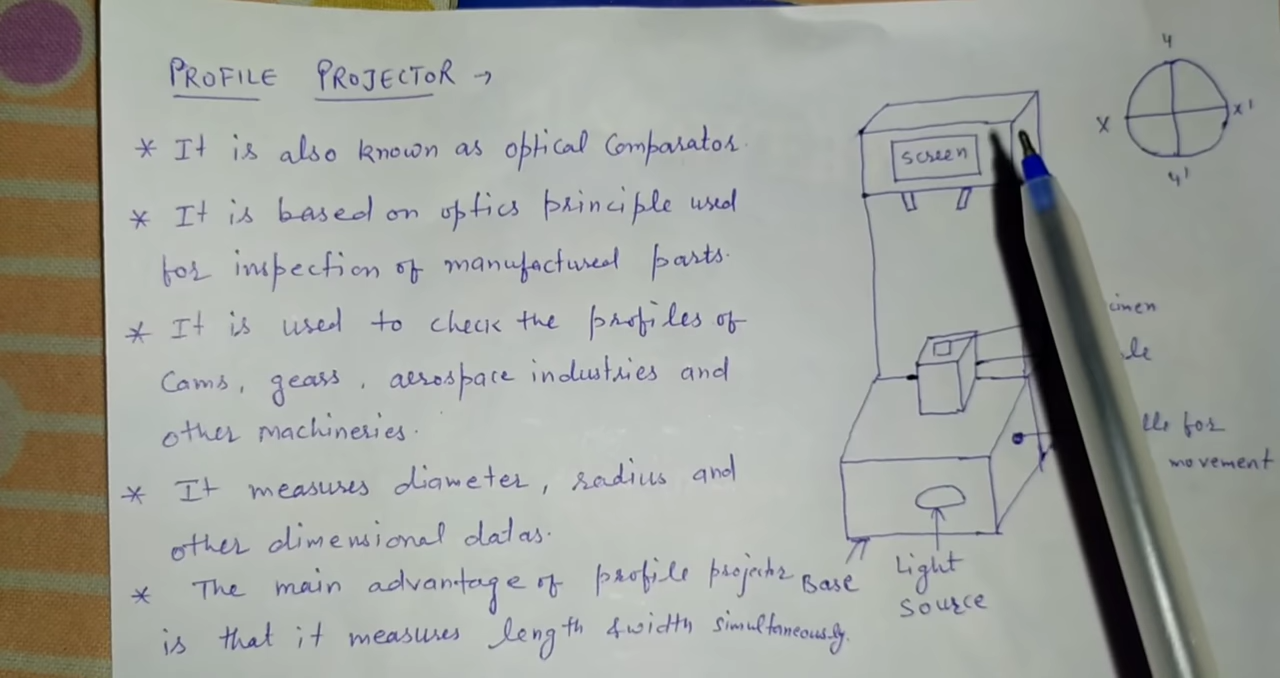 PROFILE PROJECTOR →
* It is also known as optical Comparator.
* It is based on optics principle used
for inspection of manufactured parts.
* It is used to check the profiles of
Cams, gears, aerospace industries and
other machineries.
* It measures diameter, radius and
other dimensional datas.
* The main advantage of profile projector
is that it measures length & width simultaneously.
Screen
y
X
x'
y'
movement
for
Base
Light
Source